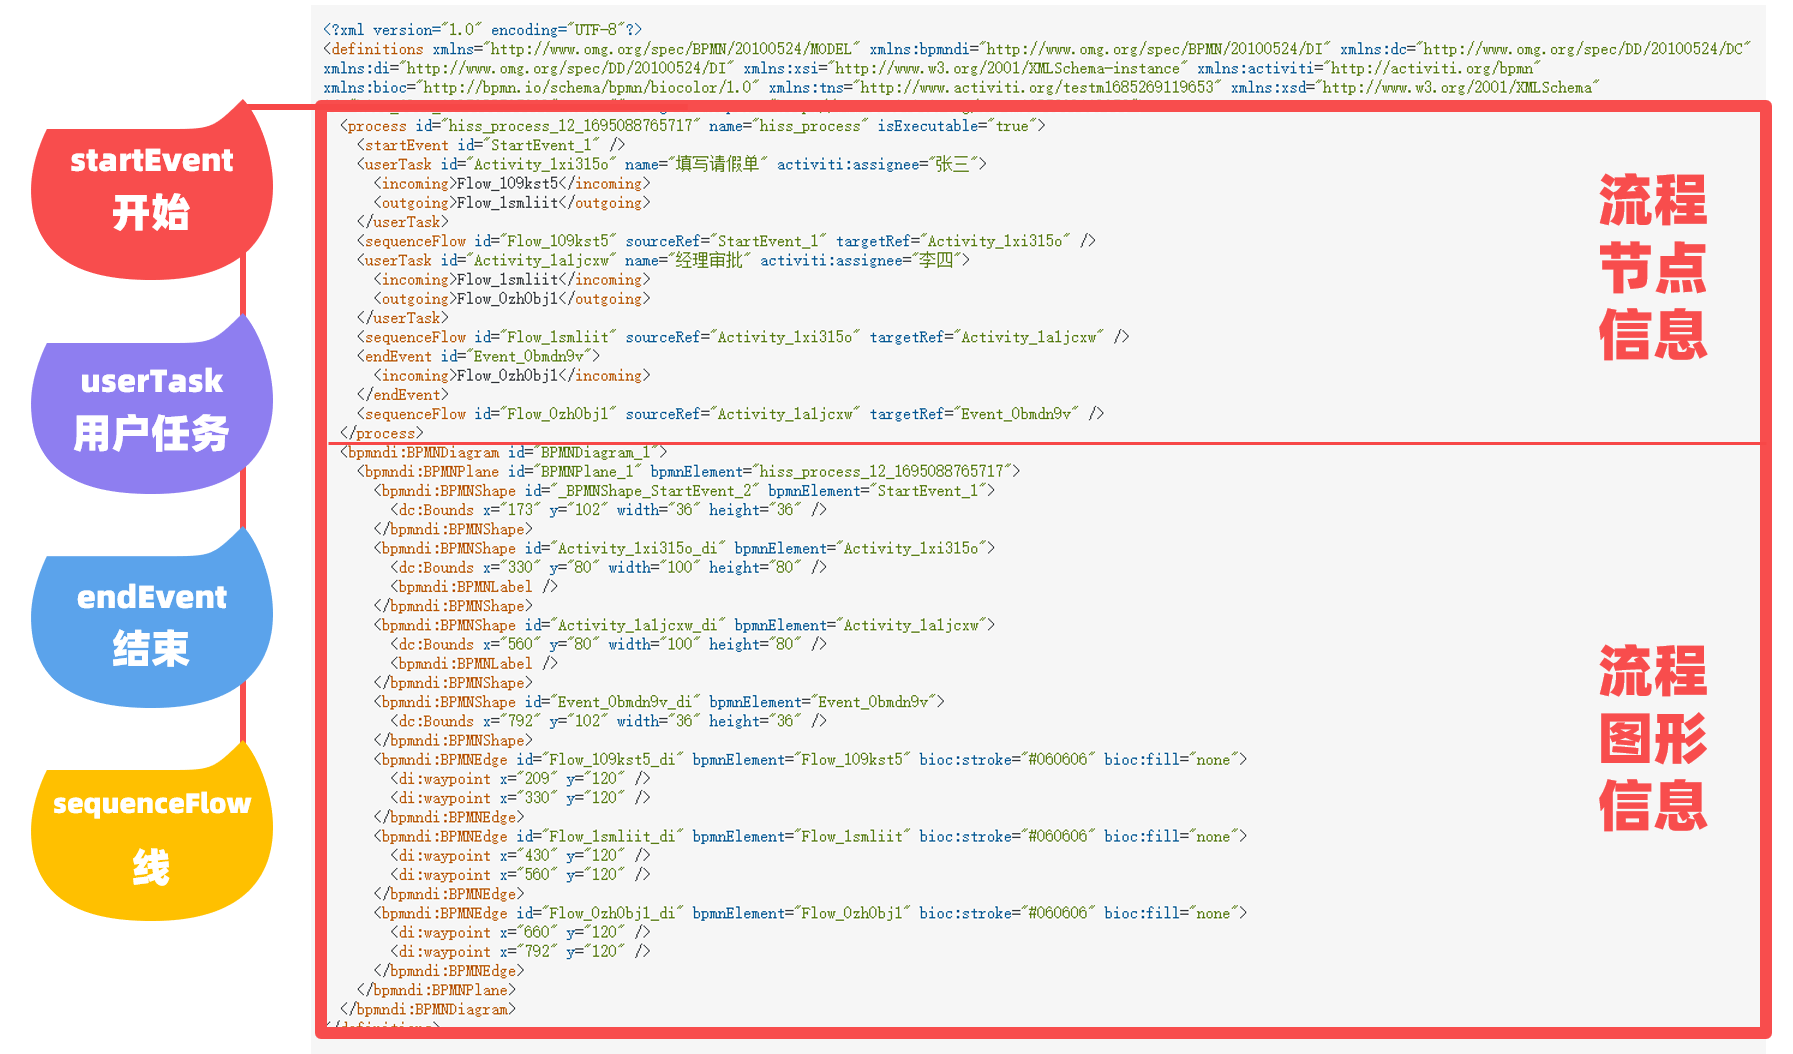 <?xml version="1.0" encoding="UTF-8"?>
<definitions xmlns="http://www.omg.org/spec/BPMN/20100524/MODEL" xmlns:bpmndi="http://www.omg.org/spec/BPMN/20100524/DI" xmlns:dc="http://www.omg.org/spec/DD/20100524/DC"
xmlns:di="http://www.omg.org/spec/DD/20100524/DI" xmlns:xsi="http://www.w3.org/2001/XMLSchema-instance" xmlns:activiti="http://activiti.org/bpmn"
xmlns:bioc="http://bpmn.io/schema/bpmn/biocolor/1.0" xmlns:tns="http://www.activiti.org/testm1685269119653" xmlns:xsd="http://www.w3.org/2001/XMLSchema"
<process id="hiss_process_12_1695088765717" name="hiss_process" isExecutable="true">
<startEvent id="StartEvent_1" />
<userTask id="Activity_1xi315o" name="填写请假单" activiti:assignee="张三">
<incoming>Flow_109kst5</incoming>
<outgoing>Flow_1smliit</outgoing>
</userTask>
<sequenceFlow id="Flow_109kst5" sourceRef="StartEvent_1" targetRef="Activity_1xi315o" />
<userTask id="Activity_1a1jcxw" name="经理审批" activiti:assignee="李四">
<incoming>Flow_1smliit</incoming>
<outgoing>Flow_0zh0bj1</outgoing>
</userTask>
<sequenceFlow id="Flow_1smliit" sourceRef="Activity_1xi315o" targetRef="Activity_1a1jcxw" />
<endEvent id="Event_0bmdn9v">
<incoming>Flow_0zh0bj1</incoming>
</endEvent>
<sequenceFlow id="Flow_0zh0bj1" sourceRef="Activity_1a1jcxw" targetRef="Event_0bmdn9v" />
</process>
<bpmndi:BPMNDiagram id="BPMNDiagram_1">
<bpmndi:BPMNPlane id="BPMNPlane_1" bpmnElement="hiss_process_12_1695088765717">
<bpmndi:BPMNShape id="_BPMNShape_StartEvent_2" bpmnElement="StartEvent_1">
<dc:Bounds x="173" y="102" width="36" height="36" />
</bpmndi:BPMNShape>
<bpmndi:BPMNShape id="Activity_1xi315o_di" bpmnElement="Activity_1xi315o">
<dc:Bounds x="330" y="80" width="100" height="80" />
<bpmndi:BPMNLabel />
</bpmndi:BPMNShape>
<bpmndi:BPMNShape id="Activity_1a1jcxw_di" bpmnElement="Activity_1a1jcxw">
<dc:Bounds x="560" y="80" width="100" height="80" />
<bpmndi:BPMNLabel />
</bpmndi:BPMNShape>
<bpmndi:BPMNShape id="Event_0bmdn9v_di" bpmnElement="Event_0bmdn9v">
<dc:Bounds x="792" y="102" width="36" height="36" />
</bpmndi:BPMNShape>
<bpmndi:BPMNEdge id="Flow_109kst5_di" bpmnElement="Flow_109kst5" bioc:stroke="#060606" bioc:fill="none">
<di:waypoint x="209" y="120" />
<di:waypoint x="330" y="120" />
</bpmndi:BPMNEdge>
<bpmndi:BPMNEdge id="Flow_1smliit_di" bpmnElement="Flow_1smliit" bioc:stroke="#060606" bioc:fill="none">
<di:waypoint x="430" y="120" />
<di:waypoint x="560" y="120" />
</bpmndi:BPMNEdge>
<bpmndi:BPMNEdge id="Flow_0zh0bj1_di" bpmnElement="Flow_0zh0bj1" bioc:stroke="#060606" bioc:fill="none">
<di:waypoint x="660" y="120" />
<di:waypoint x="792" y="120" />
</bpmndi:BPMNEdge>
</bpmndi:BPMNPlane>
</bpmndi:BPMNDiagram>
</definitions>
startEvent
开始
userTask
用户任务
endEvent
结束
sequenceFlow
线
流程
节点
信息
流程
图形
信息